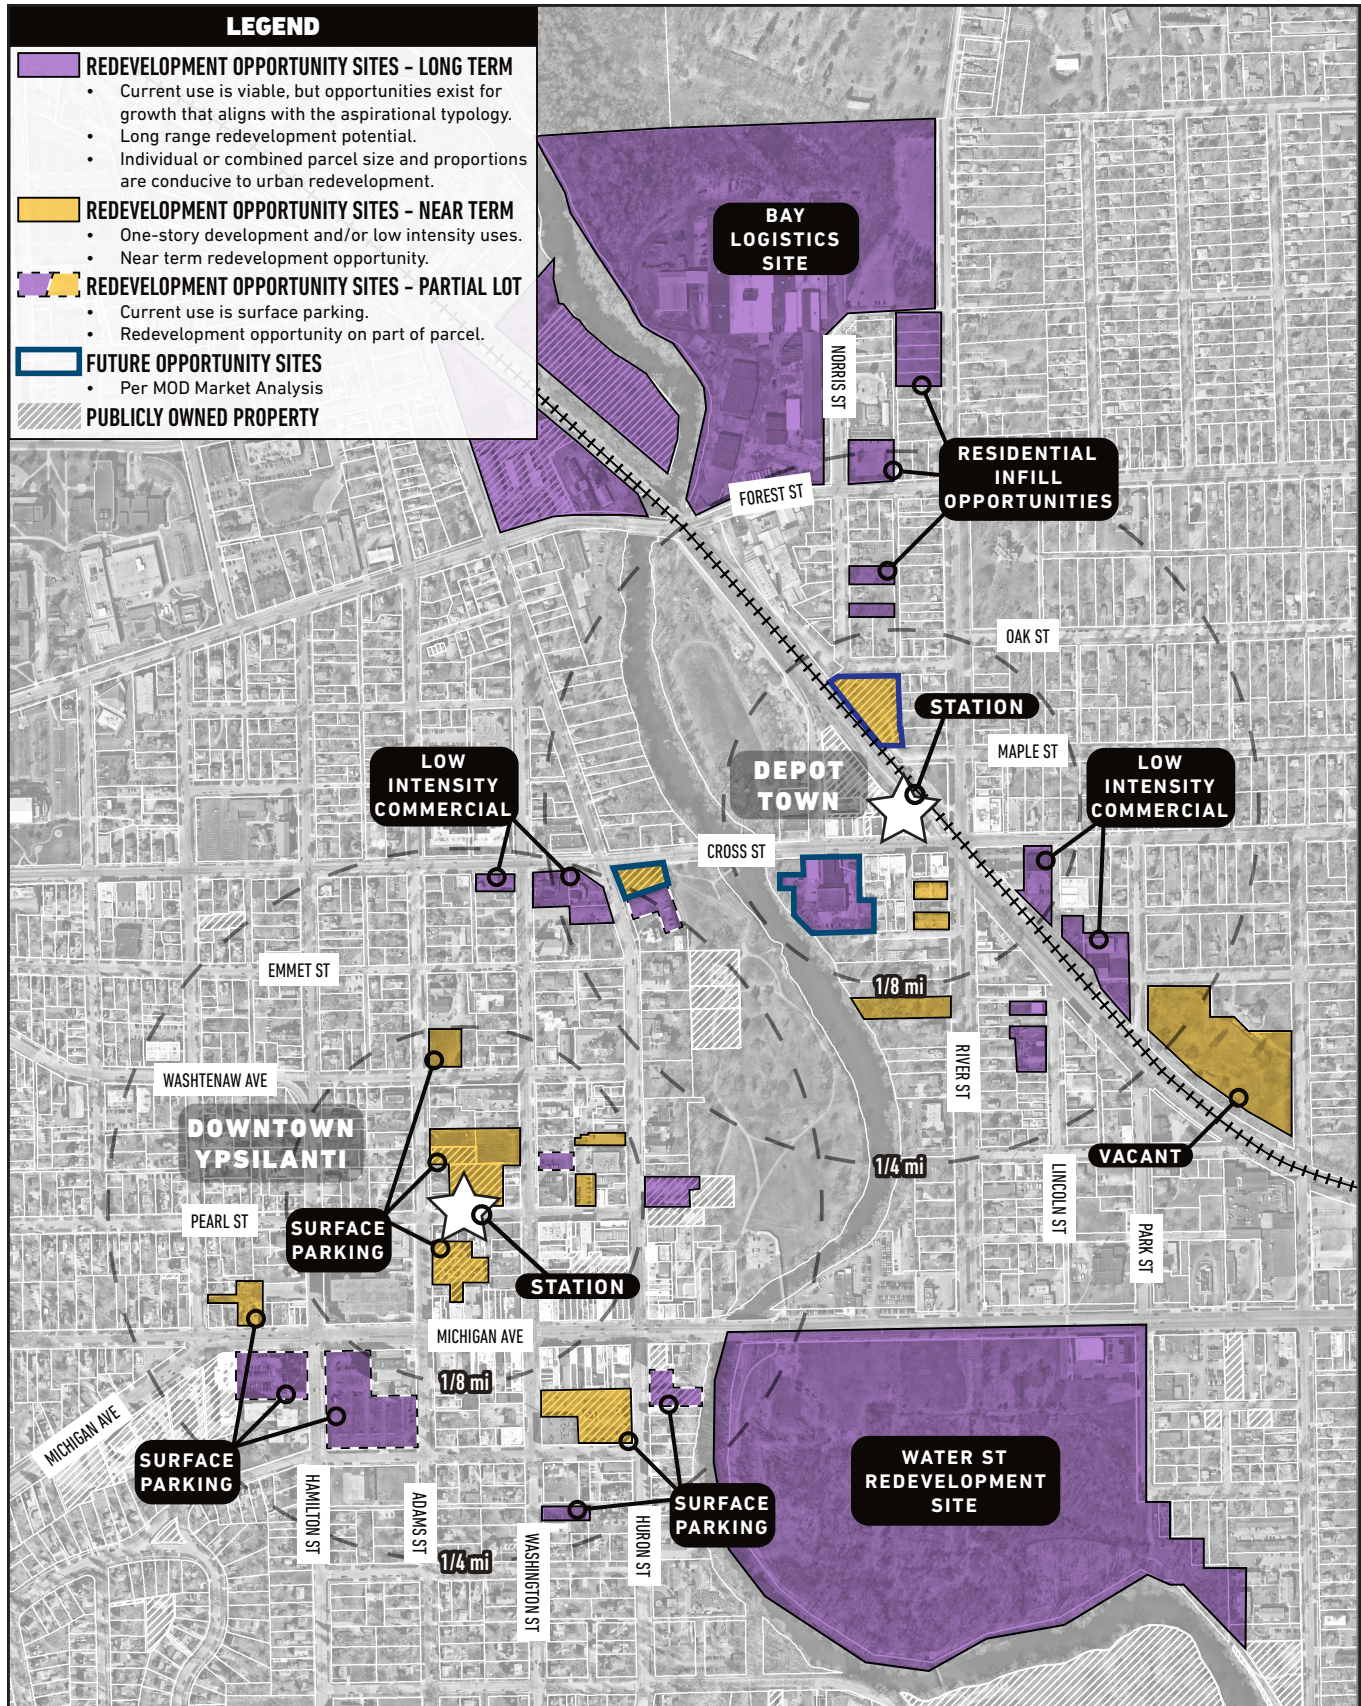 LEGEND
REDEVELOPMENT OPPORTUNITY SITES - LONG TERM
• Current use is viable, but opportunities exist for
growth that aligns with the aspirational typology.
• Long range redevelopment potential.
• Individual or combined parcel size and proportions
are conducive to urban redevelopment.
REDEVELOPMENT OPPORTUNITY SITES - NEAR TERM
• One-story development and/or low intensity uses.
• Near term redevelopment opportunity.
REDEVELOPMENT OPPORTUNITY SITES - PARTIAL LOT
• Current use is surface parking.
• Redevelopment opportunity on part of parcel.
FUTURE OPPORTUNITY SITES
• Per MOD Market Analysis
PUBLICLY OWNED PROPERTY
BAY
LOGISTICS
SITE
NORRIS ST
RESIDENTIAL
INFILL
OPPORTUNITIES
FOREST ST
OAK ST
STATION
MAPLE ST
LOW
INTENSITY
COMMERCIAL
DEPOT
TOWN
LOW
INTENSITY
COMMERCIAL
CROSS ST
EMMET ST
1/8 mi
RIVER ST
WASHTENAW AVE
DOWNTOWN
YPSILANTI
VACANT
1/4 mi
LINCOLN ST
PARK ST
PEARL ST
SURFACE
PARKING
STATION
MICHIGAN AVE
1/8 mi
MICHIGAN AVE
SURFACE
PARKING
WATER ST
REDEVELOPMENT
SITE
HAMILTON ST
ADAMS ST
WASHINGTON ST
HURON ST
SURFACE
PARKING
1/4 mi